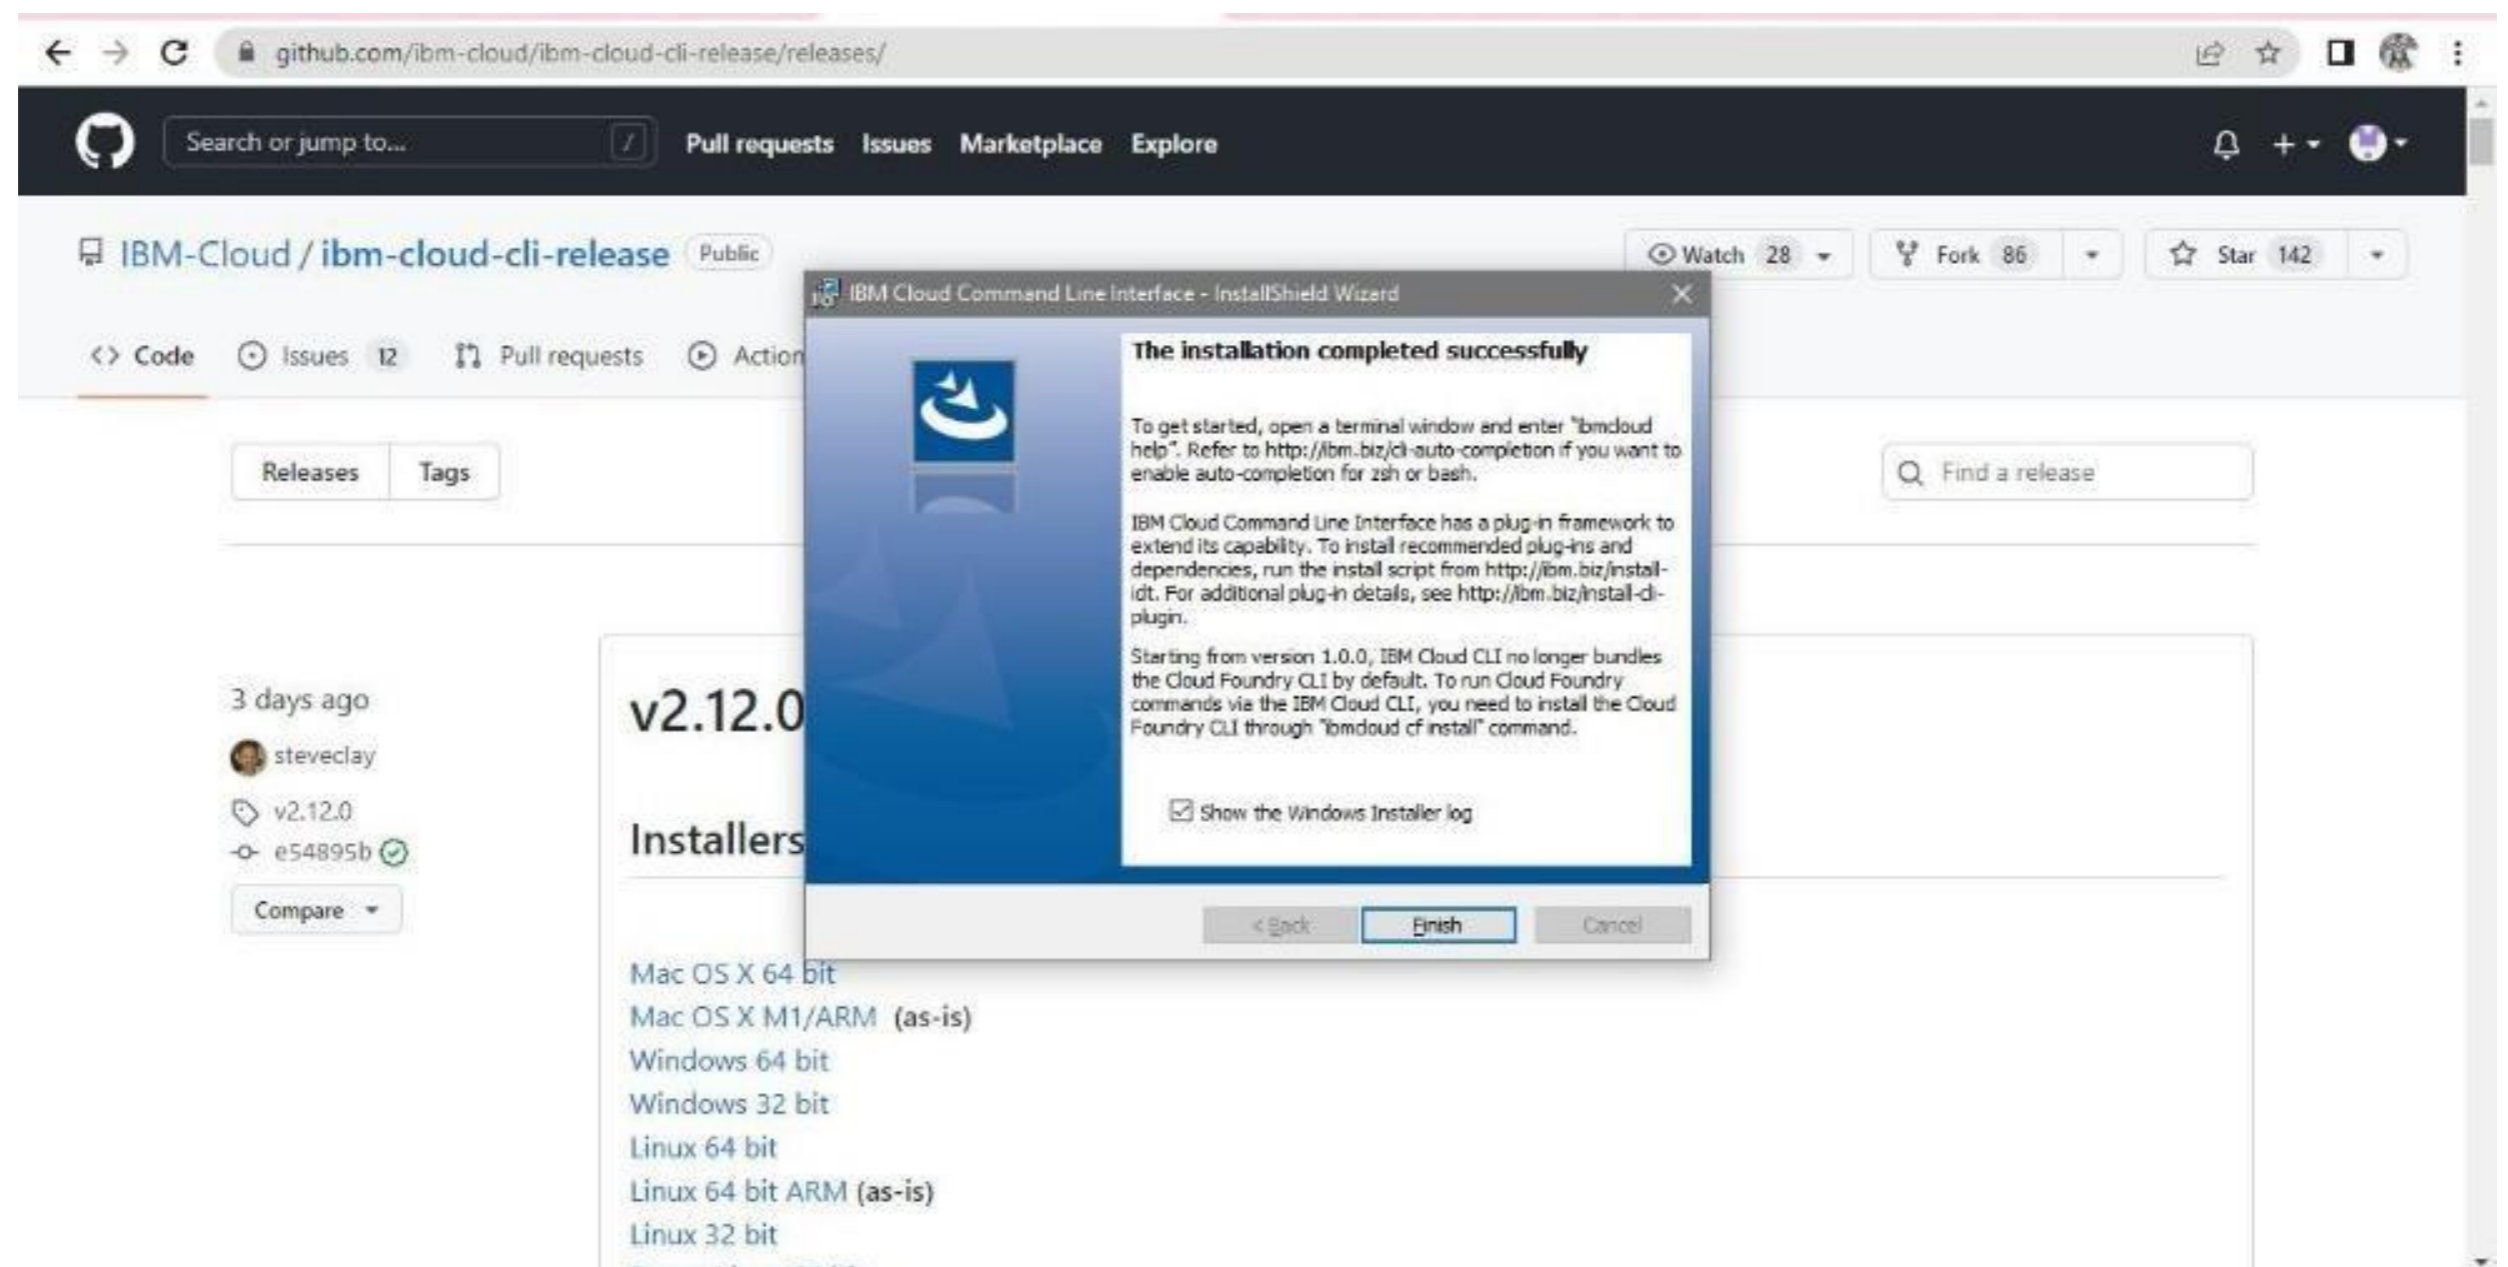 github.com/ibm-cloud/ibm-cloud-cli-release/releases/
Search or jump to... / Pull requests Issues Marketplace Explore
IBM-Cloud / ibm-cloud-cli-release Public
Watch 28 Fork 86 Star 142
<> Code Issues 12 Pull requests Action
Releases Tags
Find a release
3 days ago
steveclay
v2.12.0
e54895b
Compare
v2.12.0
Installers
Mac OS X 64 bit
Mac OS X M1/ARM (as-is)
Windows 64 bit
Windows 32 bit
Linux 64 bit
Linux 64 bit ARM (as-is)
Linux 32 bit
IBM Cloud Command Line Interface - InstallShield Wizard
The installation completed successfully
To get started, open a terminal window and enter "ibmcloud
help". Refer to http://ibm.biz/cli-auto-completion if you want to
enable auto-completion for zsh or bash.
IBM Cloud Command Line Interface has a plug-in framework to
extend its capability. To install recommended plug-ins and
dependencies, run the install script from http://ibm.biz/install-
idt. For additional plug-in details, see http://ibm.biz/install-cli-
plugin.
Starting from version 1.0.0, IBM Cloud CLI no longer bundles
the Cloud Foundry CLI by default. To run Cloud Foundry
commands via the IBM Cloud CLI, you need to install the Cloud
Foundry CLI through "ibmcloud cf install" command.
Show the Windows Installer log
< Back Finish Cancel